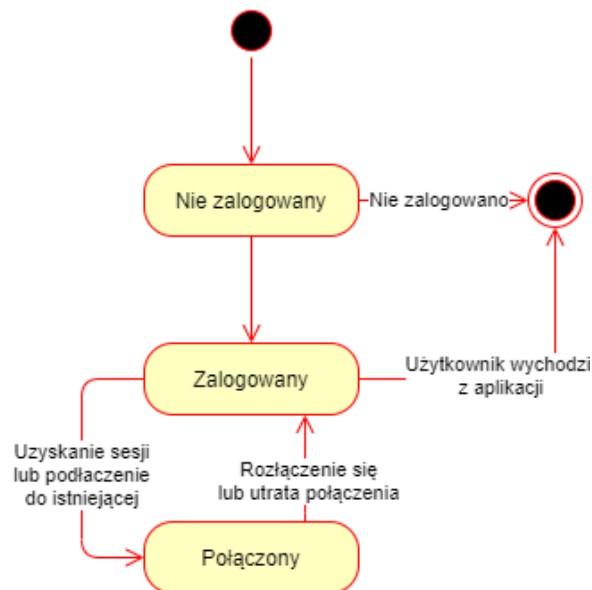 Nie zalogowany
Nie zalogowano
Zalogowany
Użytkownik wychodzi
z aplikacji
Uzyskanie sesji
lub podłaczenie
do istniejącej
Rozłączenie się
lub utrata połączenia
Połączony